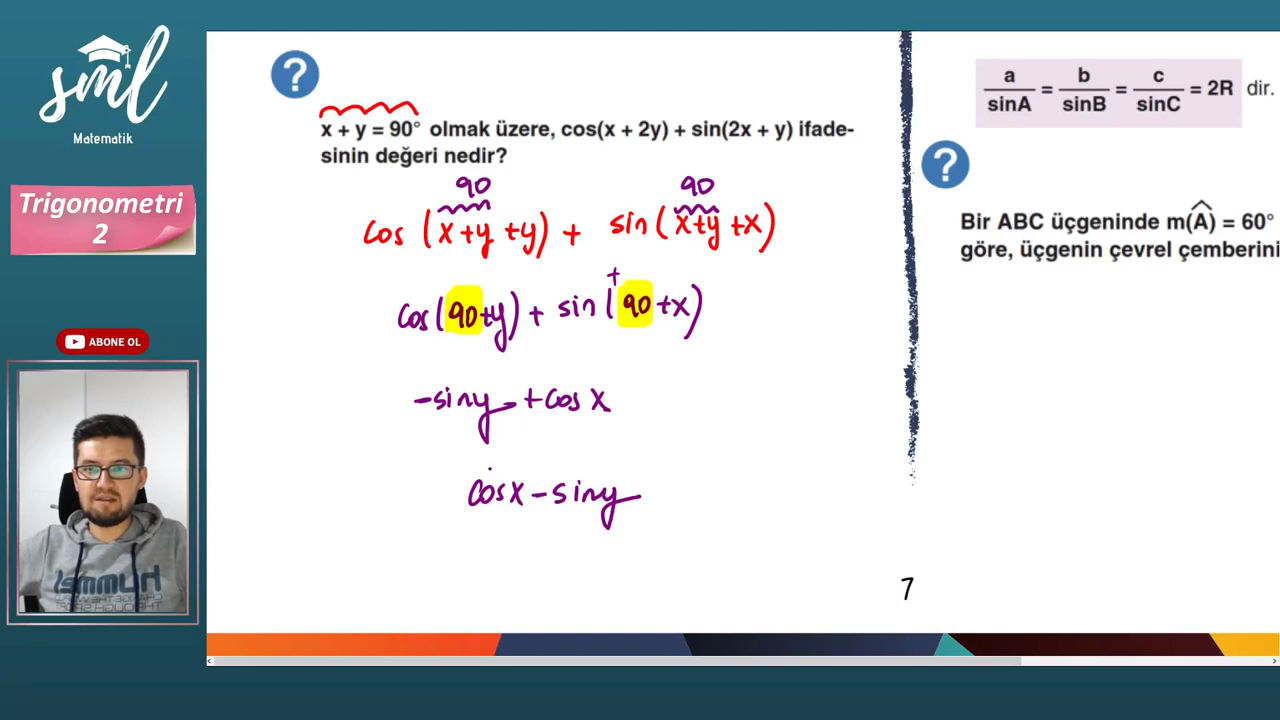 sml
Matematik
Trigonometri
2
ABONE OL
x + y = 90° olmak üzere, cos(x + 2y) + sin(2x + y) ifade-
sinin değeri nedir?
90 90
cos (x+y+y) + sin(x+y+x)
cos(90+y) + sin(90+x)
+
-siny +cosx
cosx-siny
7
a/sinA = b/sinB = c/sinC = 2R dir.
Bir ABC üçgeninde m(Â) = 60°
göre, üçgenin çevrel çemberini